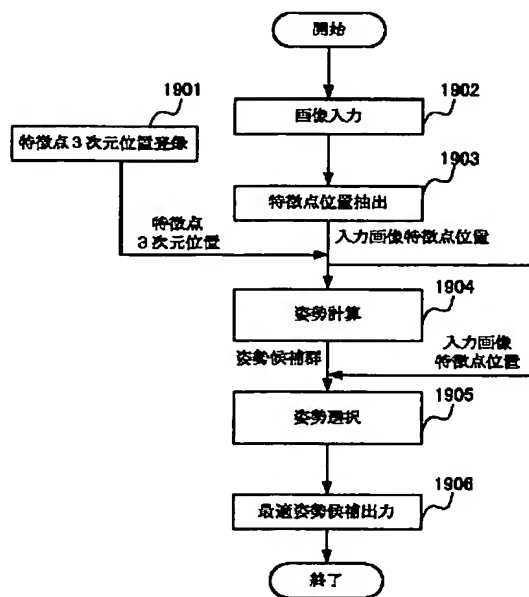 開始
1901
1902
画像入力
特徴点3次元位置登録
1903
特徴点位置抽出
特徴点
3次元位置
入力画像特徴点位置
1904
姿勢計算
姿勢候補群
入力画像
特徴点位置
1905
姿勢選択
1906
最適姿勢候補出力
終了